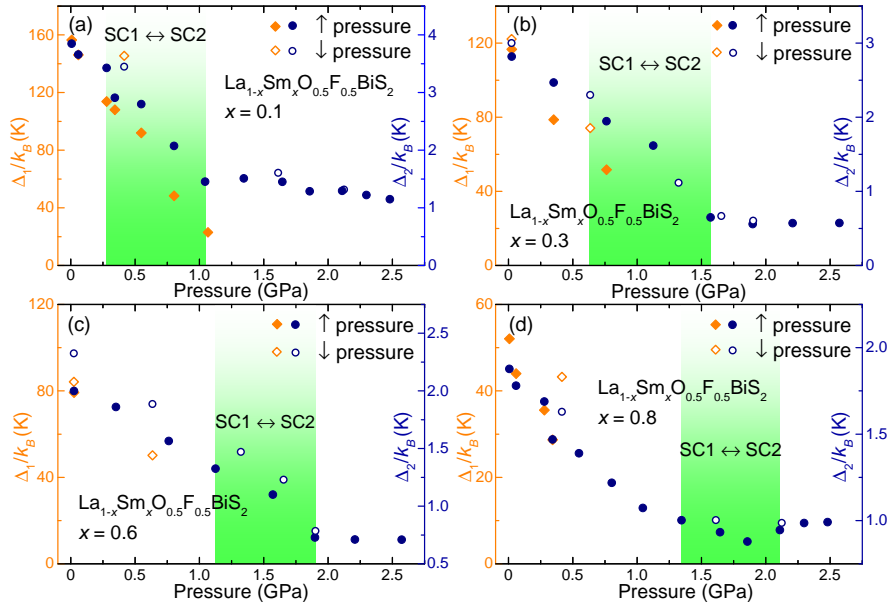 (a)
SC1 ↔ SC2
↑ pressure
↓ pressure
La1-xSmxO0.5F0.5BiS2
x = 0.1
Δ1/kB (K)
160
120
80
40
0
Δ2/kB (K)
4
3
2
1
0
0.0 0.5 1.0 1.5 2.0 2.5
Pressure (GPa)
(b)
SC1 ↔ SC2
↑ pressure
↓ pressure
La1-xSmxO0.5F0.5BiS2
x = 0.3
Δ1/kB (K)
120
80
40
0
Δ2/kB (K)
3
2
1
0
0.0 0.5 1.0 1.5 2.0 2.5
Pressure (GPa)
(c)
SC1 ↔ SC2
↑ pressure
↓ pressure
La1-xSmxO0.5F0.5BiS2
x = 0.6
Δ1/kB (K)
120
80
40
0
Δ2/kB (K)
2.5
2.0
1.5
1.0
0.5
0.0 0.5 1.0 1.5 2.0 2.5
Pressure (GPa)
(d)
↑ pressure
↓ pressure
La1-xSmxO0.5F0.5BiS2
x = 0.8
SC1 ↔ SC2
Δ1/kB (K)
60
40
20
0
Δ2/kB (K)
2.0
1.5
1.0
0.0 0.5 1.0 1.5 2.0 2.5
Pressure (GPa)